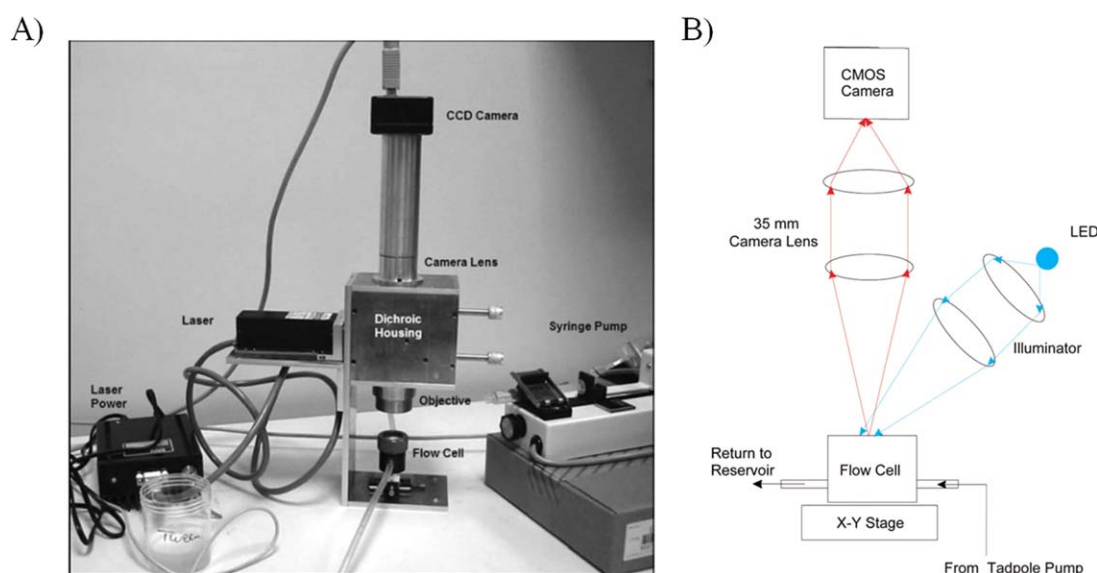 A)
CCD Camera
Camera Lens
Laser
Dichroic
Housing
Syringe Pump
Laser
Power
Objective
Flow Cell
Tween
B)
CMOS
Camera
35 mm
Camera Lens
LED
Illuminator
Return to
Reservoir
Flow Cell
X-Y Stage
From Tadpole Pump